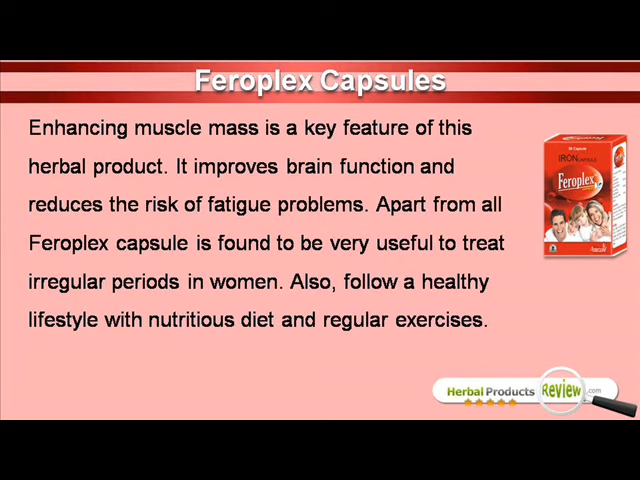 Feroplex Capsules
Enhancing muscle mass is a key feature of this
herbal product. It improves brain function and
reduces the risk of fatigue problems. Apart from all
Feroplex capsule is found to be very useful to treat
irregular periods in women. Also, follow a healthy
lifestyle with nutritious diet and regular exercises.
IRON CAPSULE
Feroplex
Herbal Products Review .com